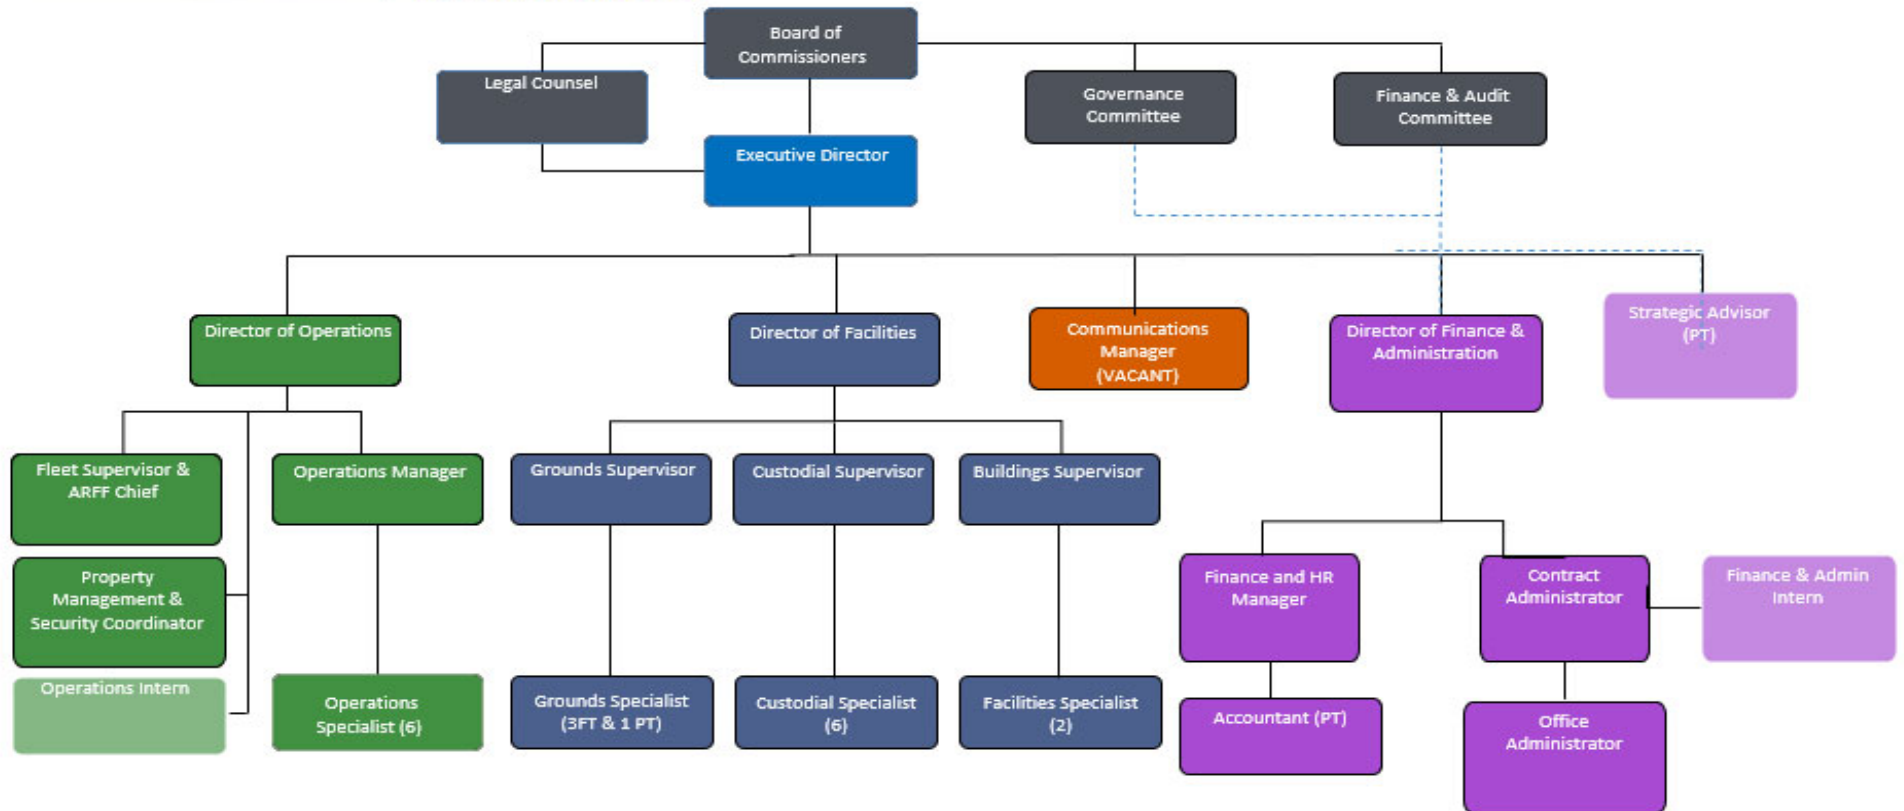 Board of
Commissioners
Legal Counsel
Governance
Committee
Finance & Audit
Committee
Executive Director
Director of Operations
Director of Facilities
Communications
Manager
(VACANT)
Director of Finance &
Administration
Strategic Advisor
(PT)
Fleet Supervisor &
ARFF Chief
Operations Manager
Grounds Supervisor
Custodial Supervisor
Buildings Supervisor
Property
Management &
Security Coordinator
Finance and HR
Manager
Contract
Administrator
Finance & Admin
Intern
Operations Intern
Operations
Specialist (6)
Grounds Specialist
(3FT & 1 PT)
Custodial Specialist
(6)
Facilities Specialist
(2)
Accountant (PT)
Office
Administrator